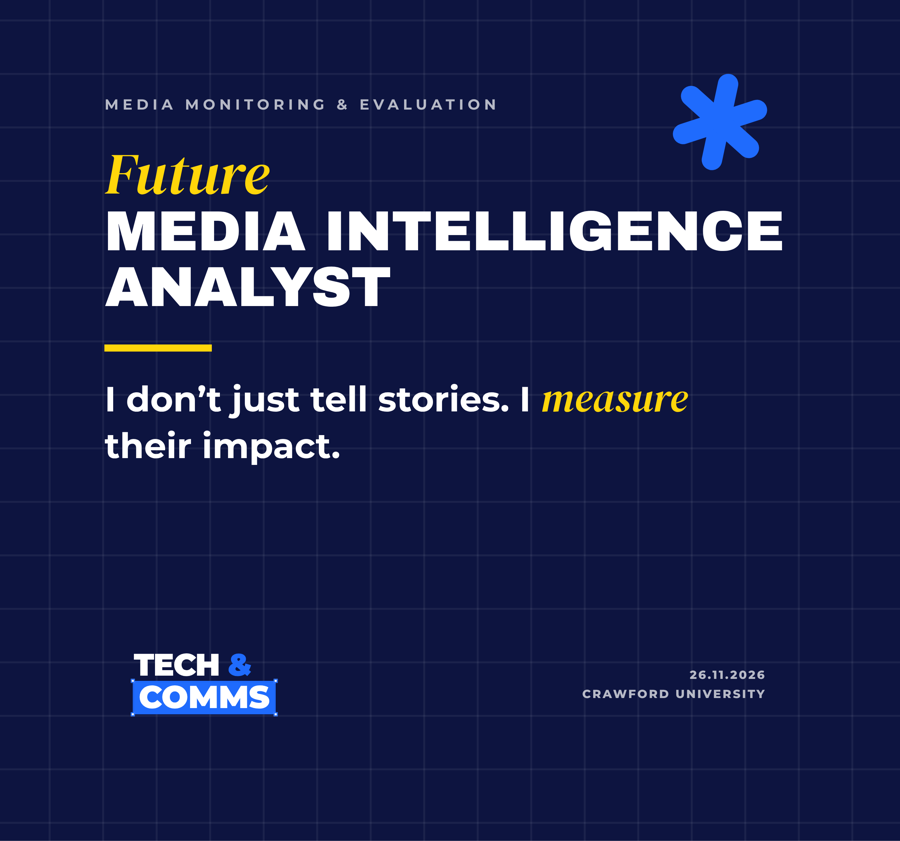 MEDIA MONITORING & EVALUATION
Future
MEDIA INTELLIGENCE
ANALYST
I don’t just tell stories. I measure
their impact.
TECH &
COMMS
26.11.2026
CRAWFORD UNIVERSITY